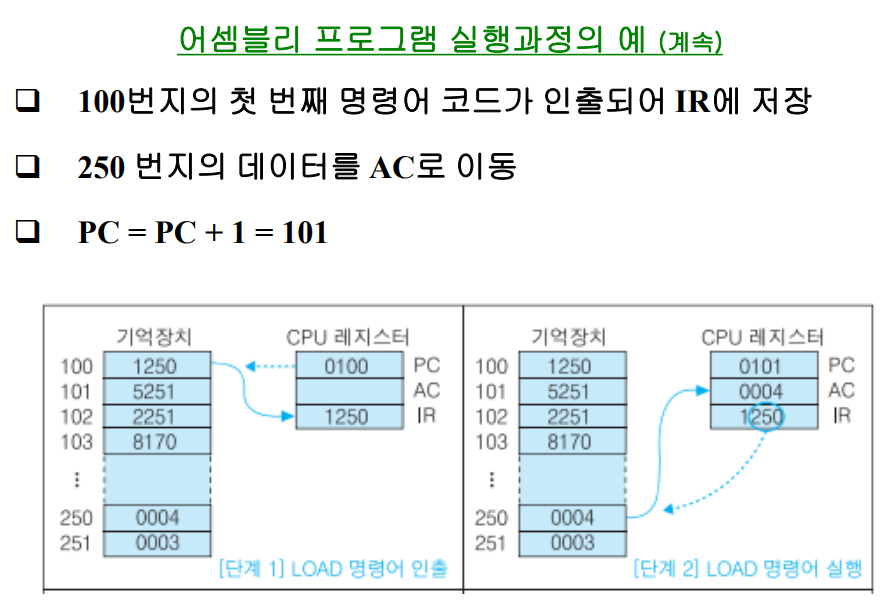 어셈블리 프로그램 실행과정의 예 (계속)
❑ 100번지의 첫 번째 명령어 코드가 인출되어 IR에 저장
❑ 250 번지의 데이터를 AC로 이동
❑ PC = PC + 1 = 101
기억장치 CPU 레지스터
100 1250 0100 PC
101 5251 AC
102 2251 1250 IR
103 8170
⋮
250 0004
251 0003
[단계 1] LOAD 명령어 인출
기억장치 CPU 레지스터
100 1250 0101 PC
101 5251 0004 AC
102 2251 1250 IR
103 8170
⋮
250 0004
251 0003
[단계 2] LOAD 명령어 실행